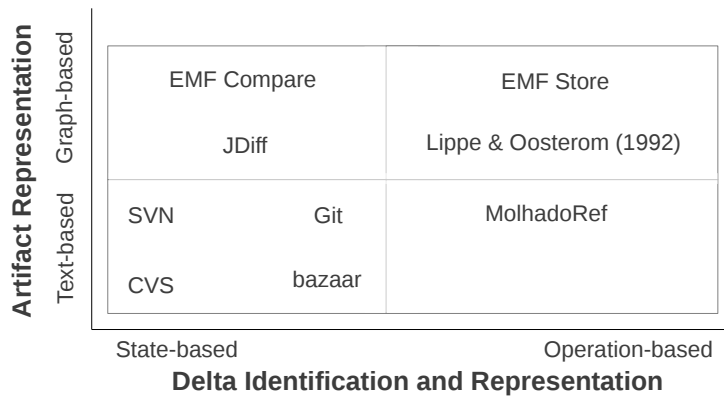 Artifact Representation
Graph-based
Text-based
EMF Compare
EMF Store
JDiff
Lippe & Oosterom (1992)
SVN
Git
MolhadoRef
CVS
bazaar
State-based
Operation-based
Delta Identification and Representation